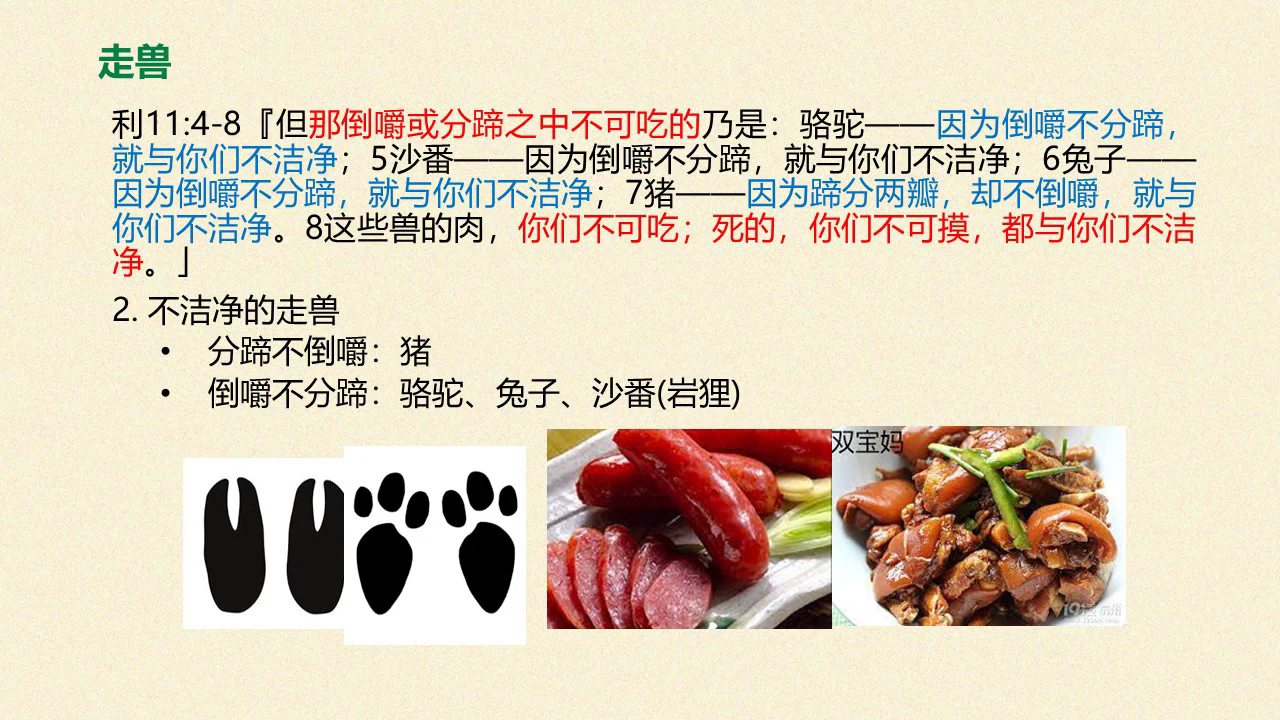 走兽
利11:4-8『但那倒嚼或分蹄之中不可吃的乃是：骆驼——因为倒嚼不分蹄，
就与你们不洁净；5沙番——因为倒嚼不分蹄，就与你们不洁净；6兔子——
因为倒嚼不分蹄，就与你们不洁净；7猪——因为蹄分两瓣，却不倒嚼，就与
你们不洁净。8这些兽的肉，你们不可吃；死的，你们不可摸，都与你们不洁
净。」
2. 不洁净的走兽
• 分蹄不倒嚼：猪
• 倒嚼不分蹄：骆驼、兔子、沙番(岩狸)
双宝妈